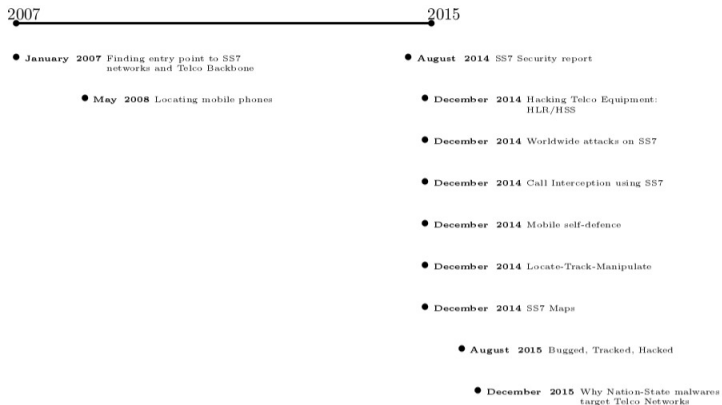 2007 2015
January 2007 Finding entry point to SS7
networks and Telco Backbone
August 2014 SS7 Security report
May 2008 Locating mobile phones
December 2014 Hacking Telco Equipment:
HLR/HSS
December 2014 Worldwide attacks on SS7
December 2014 Call Interception using SS7
December 2014 Mobile self-defence
December 2014 Locate-Track-Manipulate
December 2014 SS7 Maps
August 2015 Bugged, Tracked, Hacked
December 2015 Why Nation-State malwares
target Telco Networks